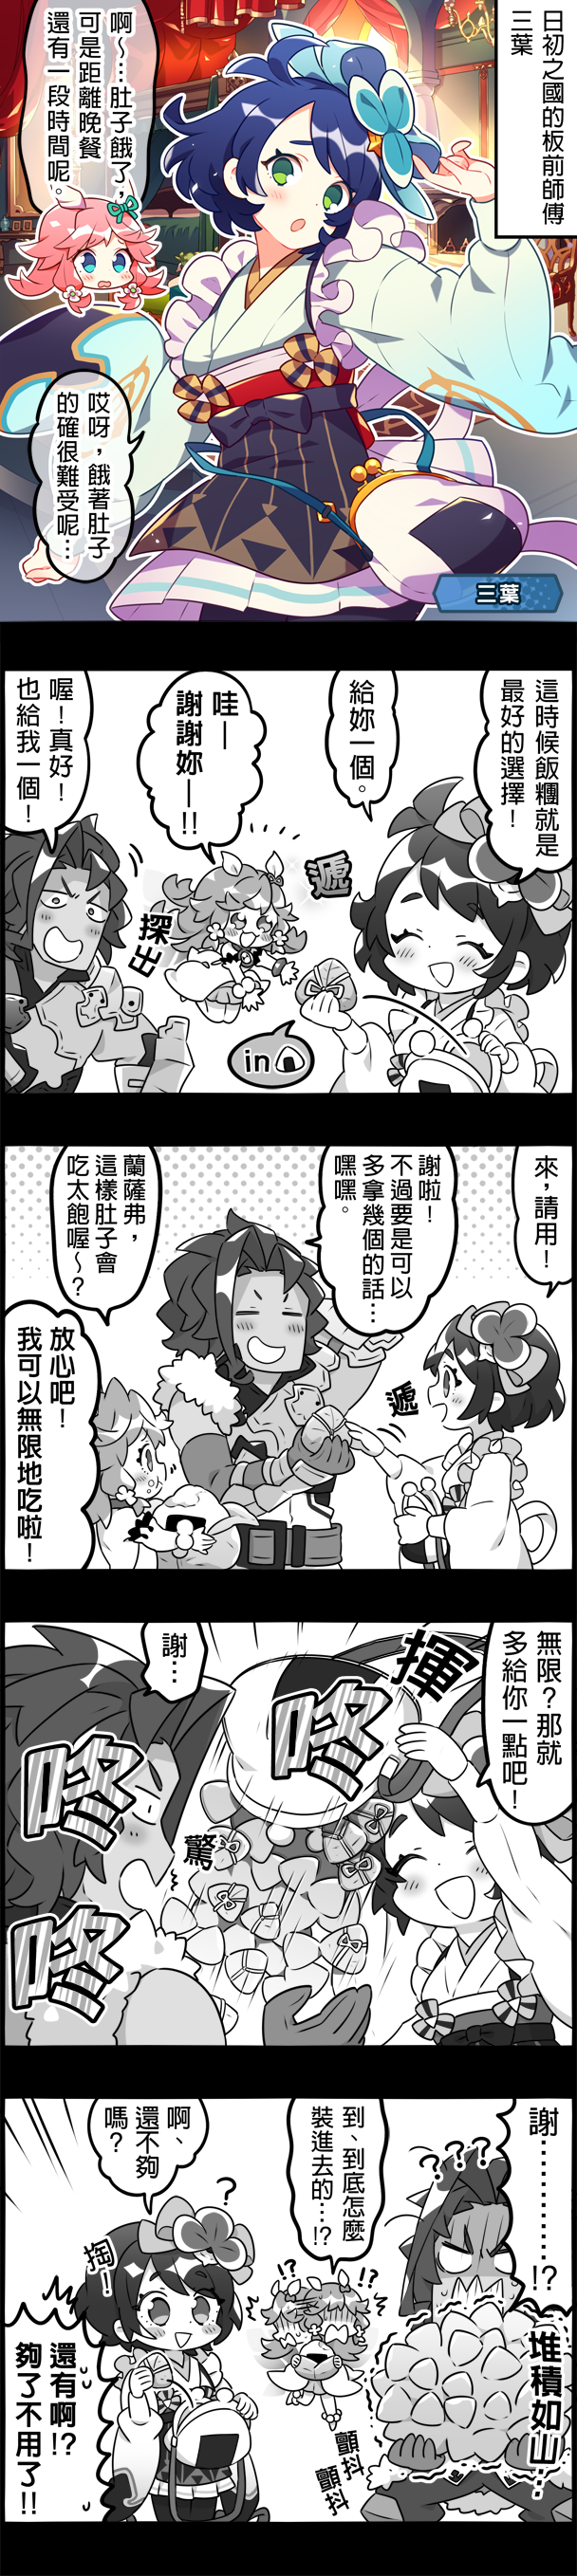 日初之國的板前師傅
三葉
啊～…肚子餓了，
可是距離晚餐
還有一段時間呢。
哎呀，餓著肚子
的確很難受呢…
三葉
這時候飯糰就是
最好的選擇！
給妳一個。
遞
哇ー
謝謝妳ー!!
喔！真好！
也給我一個！
探出
in
來，請用！
謝啦！
不過要是可以
多拿幾個的話…
嘿嘿。
遞
蘭薩弗，
這樣肚子會
吃太飽喔～？
放心吧！
我可以無限地吃啦！
無限？那就
多給你一點吧！
揮
咚
謝…
咚
驚
咚
謝…………!?
???
堆積如山…
到、到底怎麼
裝進去的…!?
!?
!?
顫抖
顫抖
啊、
還不夠
嗎？
?
掏！
還有啊!?
夠了不用了!!